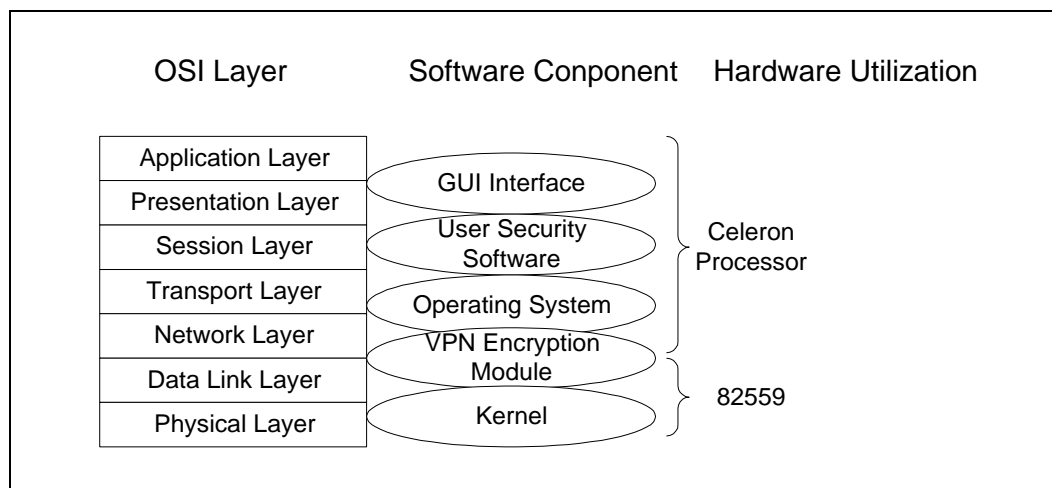 OSI Layer
Software Conponent
Hardware Utilization
Application Layer
Presentation Layer
Session Layer
Transport Layer
Network Layer
Data Link Layer
Physical Layer
GUI Interface
User Security
Software
Operating System
VPN Encryption
Module
Kernel
Celeron
Processor
82559